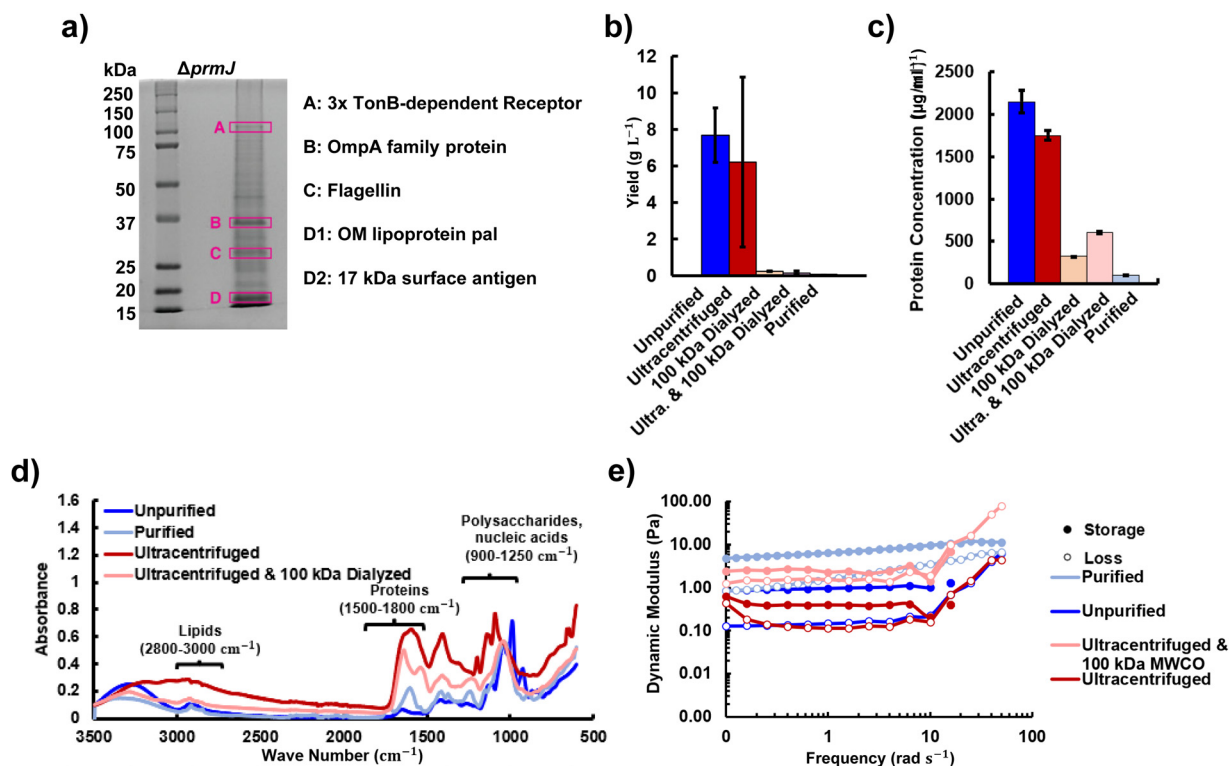 a)
kDa
ΔprmJ
250
150
100
75
50
37
25
20
15
A
B
C
D
A: 3x TonB-dependent Receptor
B: OmpA family protein
C: Flagellin
D1: OM lipoprotein pal
D2: 17 kDa surface antigen
b)
Yield (g L⁻¹)
12
10
8
6
4
2
0
Unpurified
Ultracentrifuged
100 kDa Dialyzed
Ultra. & 100 kDa Dialyzed
Purified
c)
Protein Concentration (µg/ml)¹)
2500
2000
1500
1000
500
0
Unpurified
Ultracentrifuged
100 kDa Dialyzed
Ultra. & 100 kDa Dialyzed
Purified
d)
Absorbance
1.6
1.4
1.2
1
0.8
0.6
0.4
0.2
0
Unpurified
Purified
Ultracentrifuged
Ultracentrifuged & 100 kDa Dialyzed
Lipids
(2800-3000 cm⁻¹)
Proteins
(1500-1800 cm⁻¹)
Polysaccharides,
nucleic acids
(900-1250 cm⁻¹)
3500 3000 2500 2000 1500 1000 500
Wave Number (cm⁻¹)
e)
Dynamic Modulus (Pa)
100.00
10.00
1.00
0.10
0.00
0 1 10 100
Frequency (rad s⁻¹)
Storage
Loss
Purified
Unpurified
Ultracentrifuged &
100 kDa MWCO
Ultracentrifuged